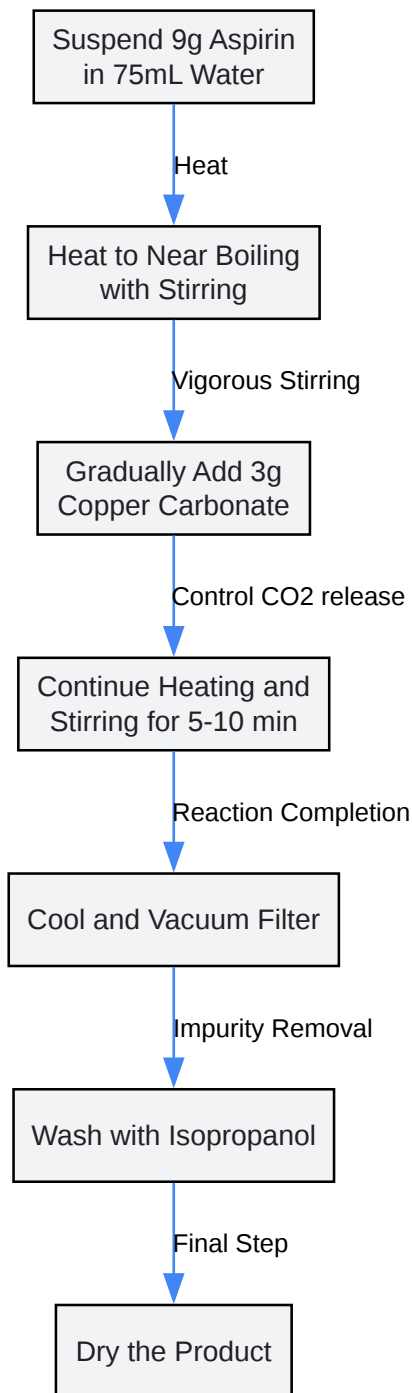 Suspend 9g Aspirin
in 75mL Water
Heat
Heat to Near Boiling
with Stirring
Vigorous Stirring
Gradually Add 3g
Copper Carbonate
Control CO2 release
Continue Heating and
Stirring for 5-10 min
Reaction Completion
Cool and Vacuum Filter
Impurity Removal
Wash with Isopropanol
Final Step
Dry the Product